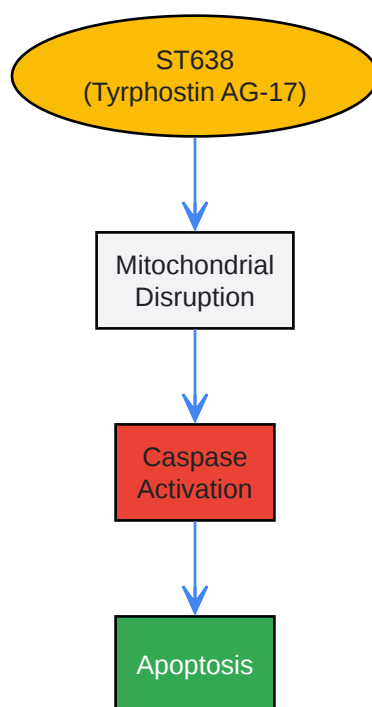 ST638
(Tyrphostin AG-17)
Mitochondrial
Disruption
Caspase
Activation
Apoptosis